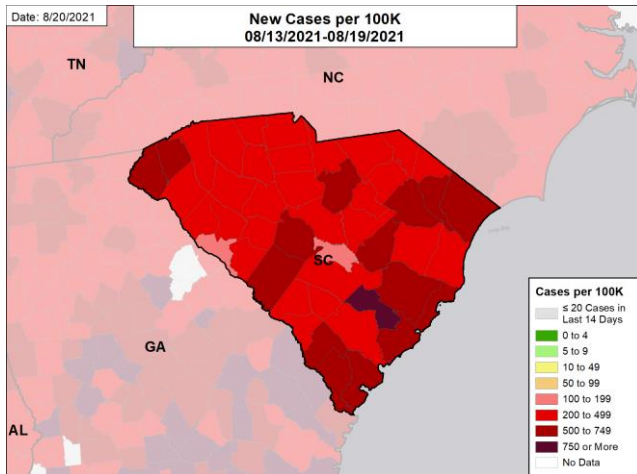 Date: 8/20/2021
New Cases per 100K
08/13/2021-08/19/2021
TN
NC
SC
GA
AL
Cases per 100K
≤ 20 Cases in
Last 14 Days
0 to 4
5 to 9
10 to 49
50 to 99
100 to 199
200 to 499
500 to 749
750 or More
No Data